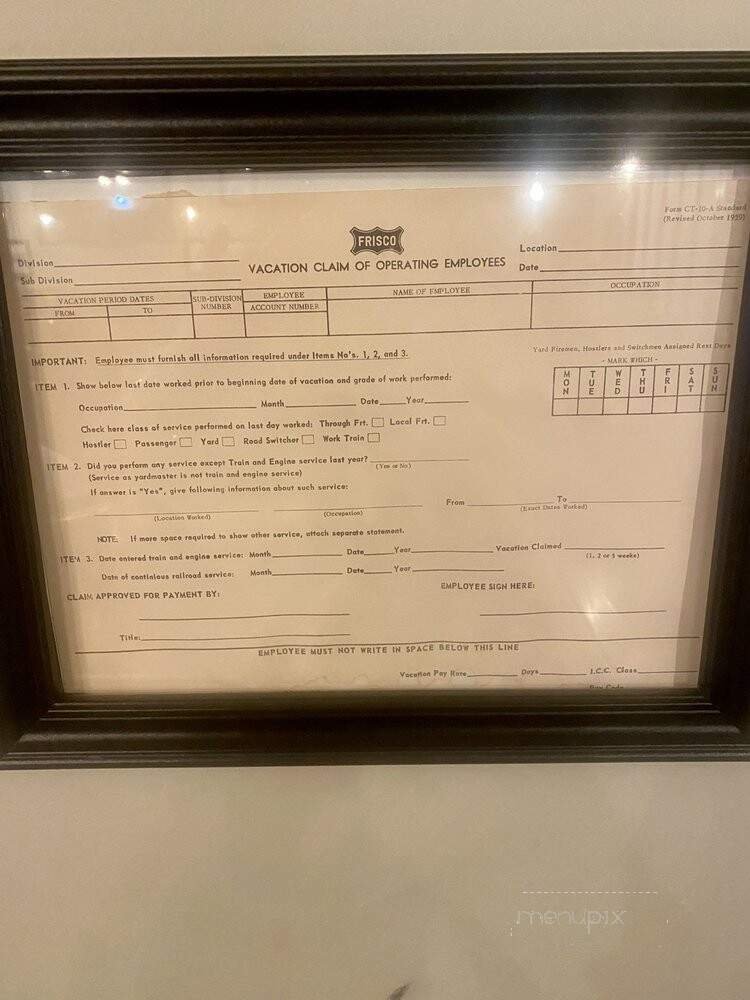 Form CT-10-A Standard
(Revised October 1959)
FRISCO
Division
Location
VACATION CLAIM OF OPERATING EMPLOYEES
Sub Division
Date
VACATION PERIOD DATES
SUB-DIVISION NUMBER
EMPLOYEE ACCOUNT NUMBER
NAME OF EMPLOYEE
OCCUPATION
FROM
TO
IMPORTANT: Employee must furnish all information required under Items No's. 1, 2, and 3.
Yard Firemen, Hostlers and Switchmen Assigned Rest Days
- MARK WHICH -
MON TUE WED THU FRI SAT SUN
ITEM 1. Show below last date worked prior to beginning date of vacation and grade of work performed:
Occupation Month Date Year
Check here class of service performed on last day worked: Through Frt. Local Frt.
Hostler Passenger Yard Road Switcher Work Train
ITEM 2. Did you perform any service except Train and Engine service last year?
(Yes or No)
(Service as yardmaster is not train and engine service)
If answer is "Yes", give following information about such service:
From To
(Location Worked) (Occupation) (Exact Dates Worked)
NOTE: If more space required to show other service, attach separate statement.
ITEM 3. Date entered train and engine service: Month Date Year Vacation Claimed
(1, 2 or 3 weeks)
Date of continious railroad service: Month Date Year
CLAIM APPROVED FOR PAYMENT BY: EMPLOYEE SIGN HERE:
Title:
EMPLOYEE MUST NOT WRITE IN SPACE BELOW THIS LINE
Vacation Pay Rate Days I.C.C. Class
menupix